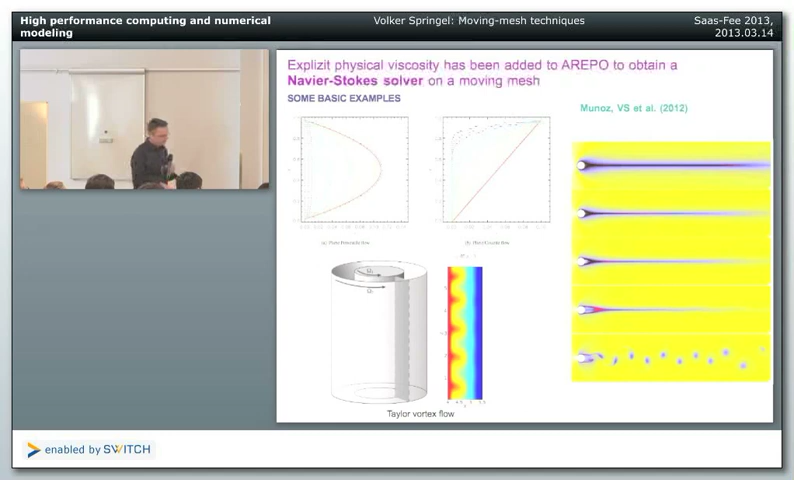 High performance computing and numerical
modeling
Volker Springel: Moving-mesh techniques
Saas-Fee 2013,
2013.03.14
Explizit physical viscosity has been added to AREPO to obtain a
Navier-Stokes solver on a moving mesh
SOME BASIC EXAMPLES
Munoz, VS et al. (2012)
Taylor vortex flow
enabled by SWITCH